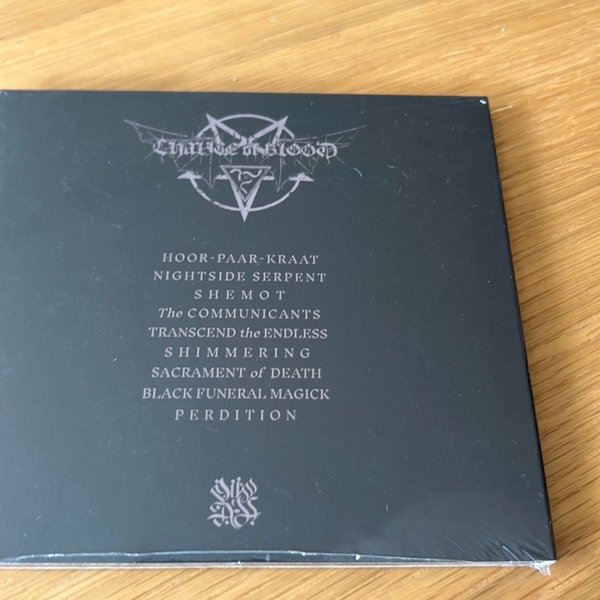 CHALICE OF BLOOD
HOOR-PAAR-KRAAT
NIGHTSIDE SERPENT
SHEMOT
The COMMUNICANTS
TRANSCEND the ENDLESS
SHIMMERING
SACRAMENT of DEATH
BLACK FUNERAL MAGICK
PERDITION